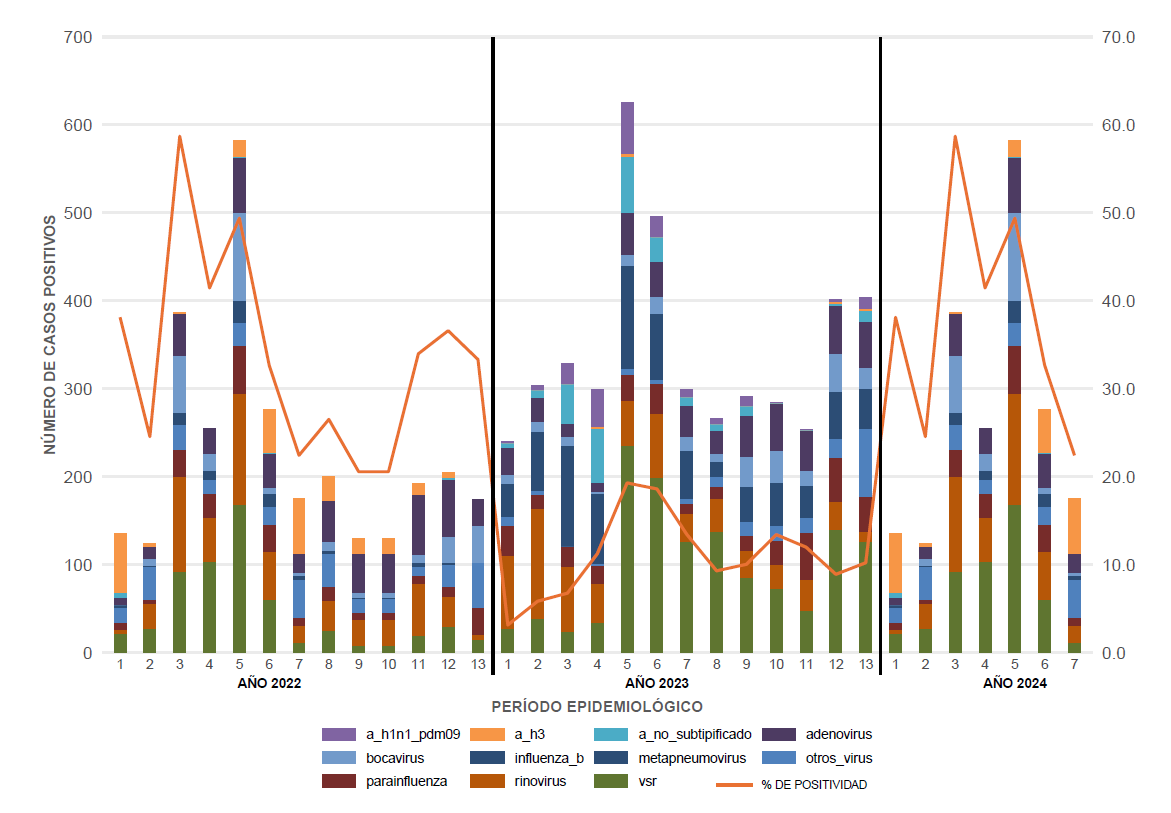 700 70.0
600 60.0
500 50.0
400 40.0
300 30.0
200 20.0
100 10.0
0 0.0
NÚMERO DE CASOS POSITIVOS
1 2 3 4 5 6 7 8 9 10 11 12 13 1 2 3 4 5 6 7 8 9 10 11 12 13 1 2 3 4 5 6 7
AÑO 2022 AÑO 2023 AÑO 2024
PERÍODO EPIDEMIOLÓGICO
a_h1n1_pdm09 a_h3 a_no_subtipificado adenovirus
bocavirus influenza_b metapneumovirus otros_virus
parainfluenza rinovirus vsr % DE POSITIVIDAD